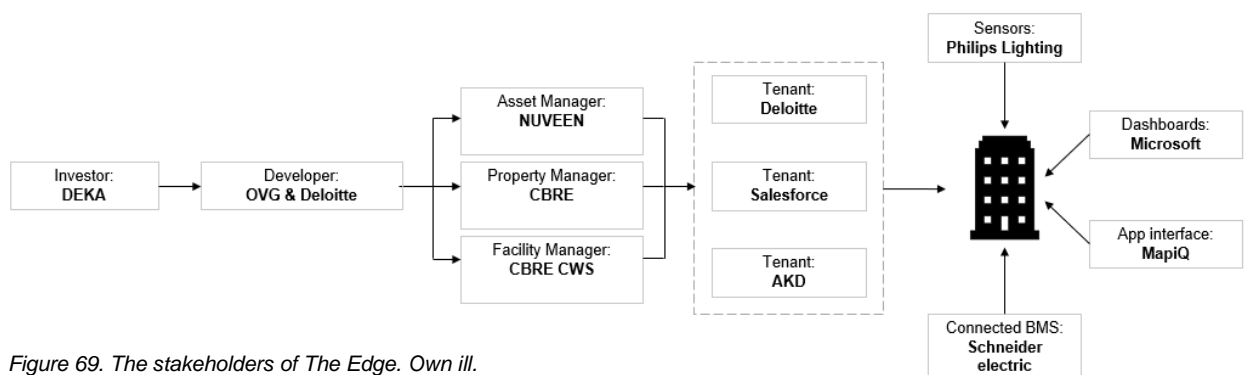 Sensors:
Philips Lighting
Asset Manager:
NUVEEN
Tenant:
Deloitte
Dashboards:
Microsoft
Investor:
DEKA
Developer:
OVG & Deloitte
Property Manager:
CBRE
Tenant:
Salesforce
App interface:
MapiQ
Facility Manager:
CBRE CWS
Tenant:
AKD
Connected BMS:
Schneider
electric
Figure 69. The stakeholders of The Edge. Own ill.